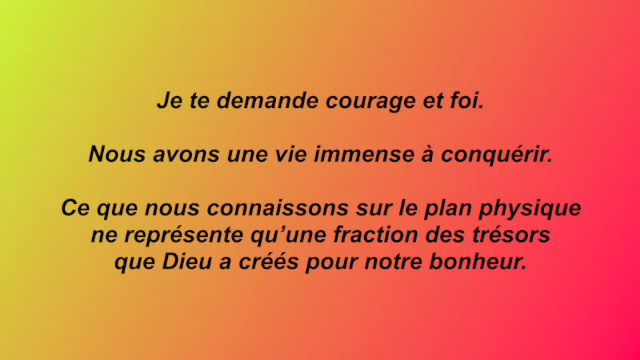 Je te demande courage et foi.
Nous avons une vie immense à conquérir.
Ce que nous connaissons sur le plan physique
ne représente qu’une fraction des trésors
que Dieu a créés pour notre bonheur.